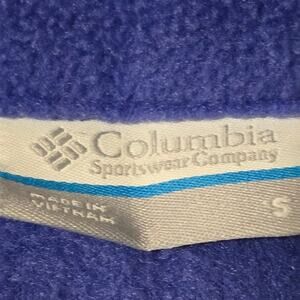 Columbia
Sportswear Company
MADE IN
VIETNAM
S